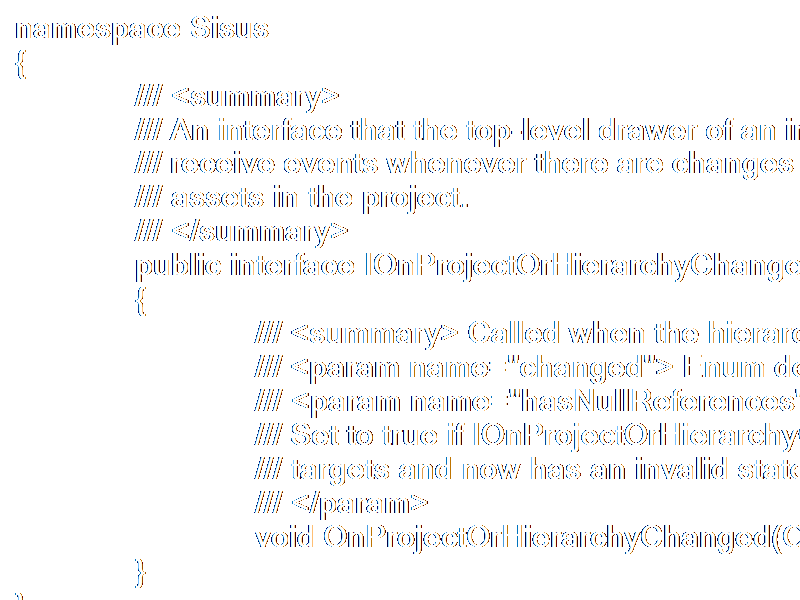 namespace Sisus
{
/// <summary>
/// An interface that the top-level drawer of an
/// receive events whenever there are changes
/// assets in the project.
/// </summary>
public interface IOnProjectOrHierarchyChange
{
/// <summary> Called when the hierarc
/// <param name="changed"> Enum de
/// <param name="hasNullReferences"
/// Set to true if IOnProjectOrHierarchy
/// targets and now has an invalid state
/// </param>
void OnProjectOrHierarchyChanged(
}